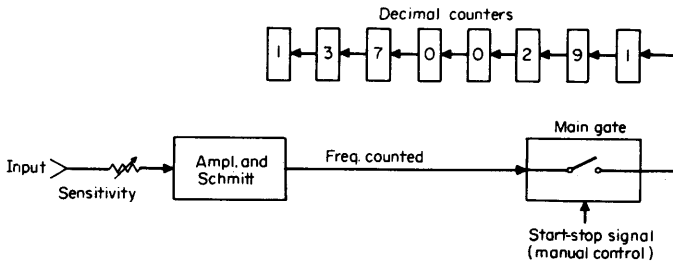 Decimal counters
1 3 7 0 0 2 9 1
Main gate
Input
Sensitivity
Ampl. and
Schmitt
Freq. counted
Start-stop signal
(manual control)